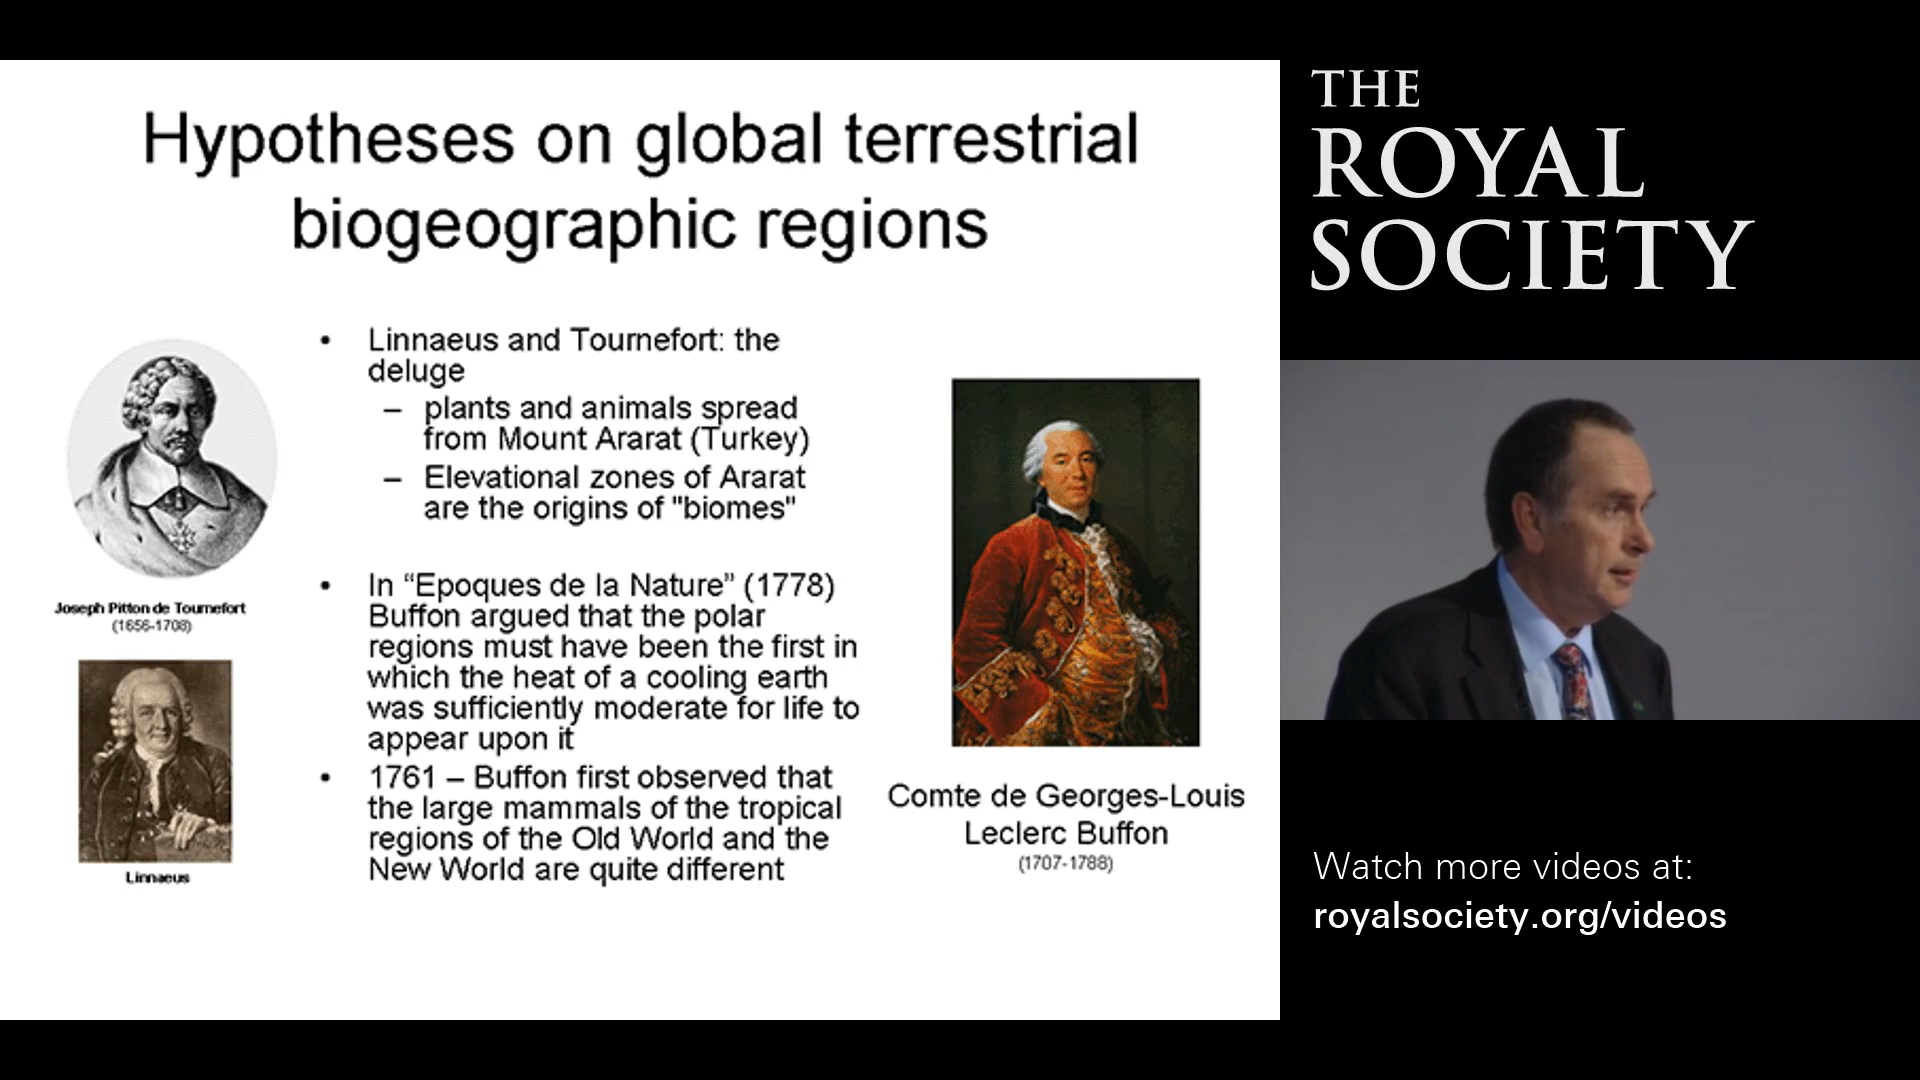 Hypotheses on global terrestrial
biogeographic regions
• Linnaeus and Tournefort: the
deluge
– plants and animals spread
from Mount Ararat (Turkey)
– Elevational zones of Ararat
are the origins of "biomes"
• In “Epoques de la Nature” (1778)
Buffon argued that the polar
regions must have been the first in
which the heat of a cooling earth
was sufficiently moderate for life to
appear upon it
• 1761 – Buffon first observed that
the large mammals of the tropical
regions of the Old World and the
New World are quite different
Joseph Pitton de Tournefort
(1656-1708)
Linnaeus
Comte de Georges-Louis
Leclerc Buffon
(1707-1788)
THE
ROYAL
SOCIETY
Watch more videos at:
royalsociety.org/videos